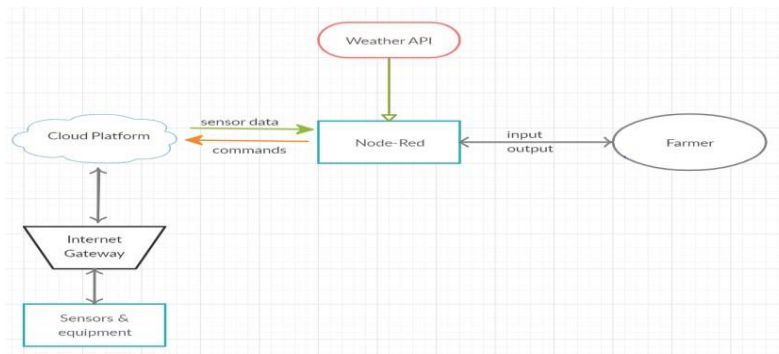 Weather API
Cloud Platform
sensor data
commands
Node-Red
input
output
Farmer
Internet
Gateway
Sensors &
equipment